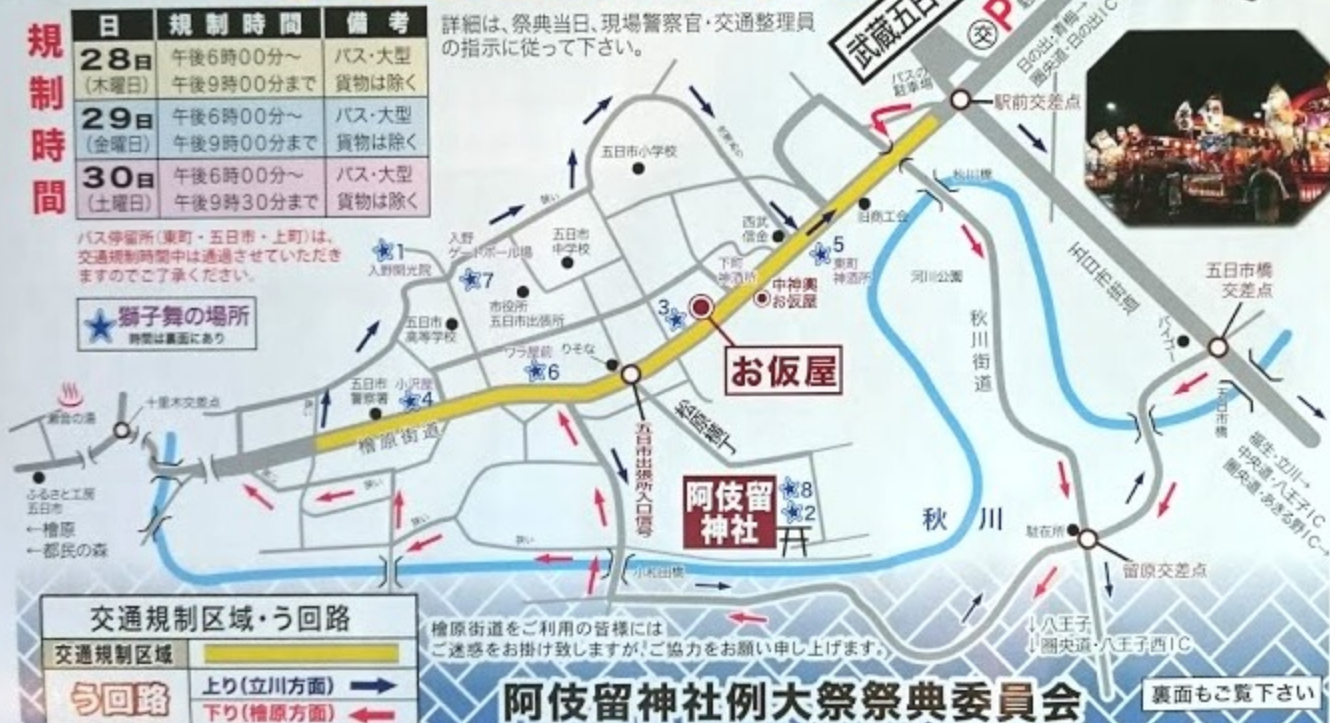 規制時間
日 規制時間 備考
28日 午後6時00分～ バス・大型
(木曜日) 午後9時00分まで 貨物は除く
29日 午後6時00分～ バス・大型
(金曜日) 午後9時00分まで 貨物は除く
30日 午後6時00分～ バス・大型
(土曜日) 午後9時30分まで 貨物は除く
バス停留所(東町・五日市・上町)は、
交通規制時間中は通過させていただき
ますのでご了承ください。
獅子舞の場所
時間は裏面にあり
詳細は、祭典当日、現場警察官・交通整理員
の指示に従って下さい。
武蔵五日
交 P
日の出・青梅→
圏央道・日の出IC
バスの
駐車場
駅前交差点
五日市小学校
狭い
秋川橋
旧商工会
西武
信金
5
東町
神酒所
下町
神酒所
中神輿
お仮屋
河川公園
五日市街道
五日市橋
交差点
秋川街道
五日市橋
福生・立川→
中央道・八王子IC
圏央道・あきる野IC→
1
入野開光院
入野
ゲートボール場
7
五日市
中学校
市役所
五日市出張所
五日市
高等学校
3
お仮屋
ワラ屋前
6
りそな
五日市
警察署
小沢屋
4
檜原街道
松原横丁
五日市出張所入口信号
十里木交差点
瀬音の湯
ふるさと工房
五日市
←檜原
←都民の森
狭い
狭い
狭い
狭い
狭い
阿伎留
神社
8
2
秋川
駐在所
留原交差点
小和田橋
↓八王子
↓圏央道・八王子西IC
交通規制区域・う回路
交通規制区域
う回路
上り(立川方面)
下り(檜原方面)
檜原街道をご利用の皆様には
ご迷惑をお掛け致しますが、ご協力をお願い申し上げます。
阿伎留神社例大祭祭典委員会
裏面もご覧下さい